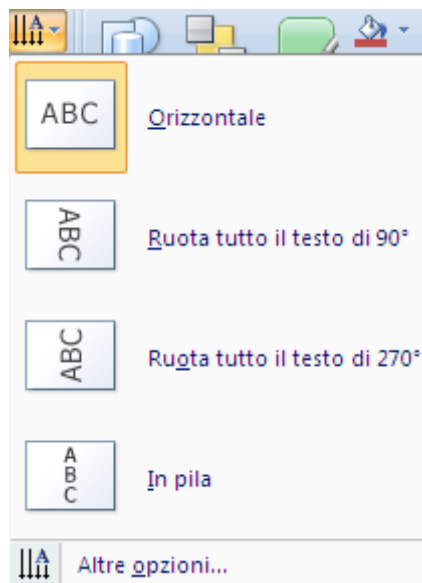 ABC
Orizzontale
ABC
Ruota tutto il testo di 90°
ABC
Ruota tutto il testo di 270°
A
B
C
In pila
A
Altre opzioni...